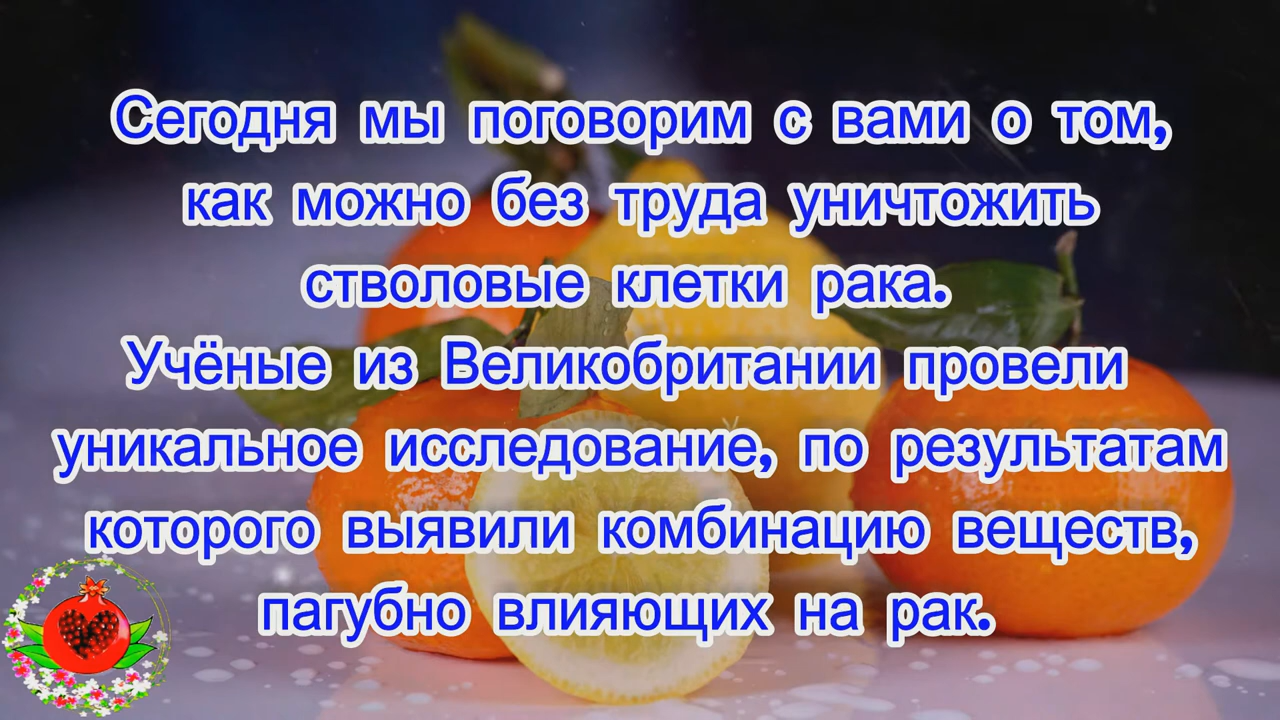 Сегодня мы поговорим с вами о том,
как можно без труда уничтожить
стволовые клетки рака.
Учёные из Великобритании провели
уникальное исследование, по результатам
которого выявили комбинацию веществ,
пагубно влияющих на рак.